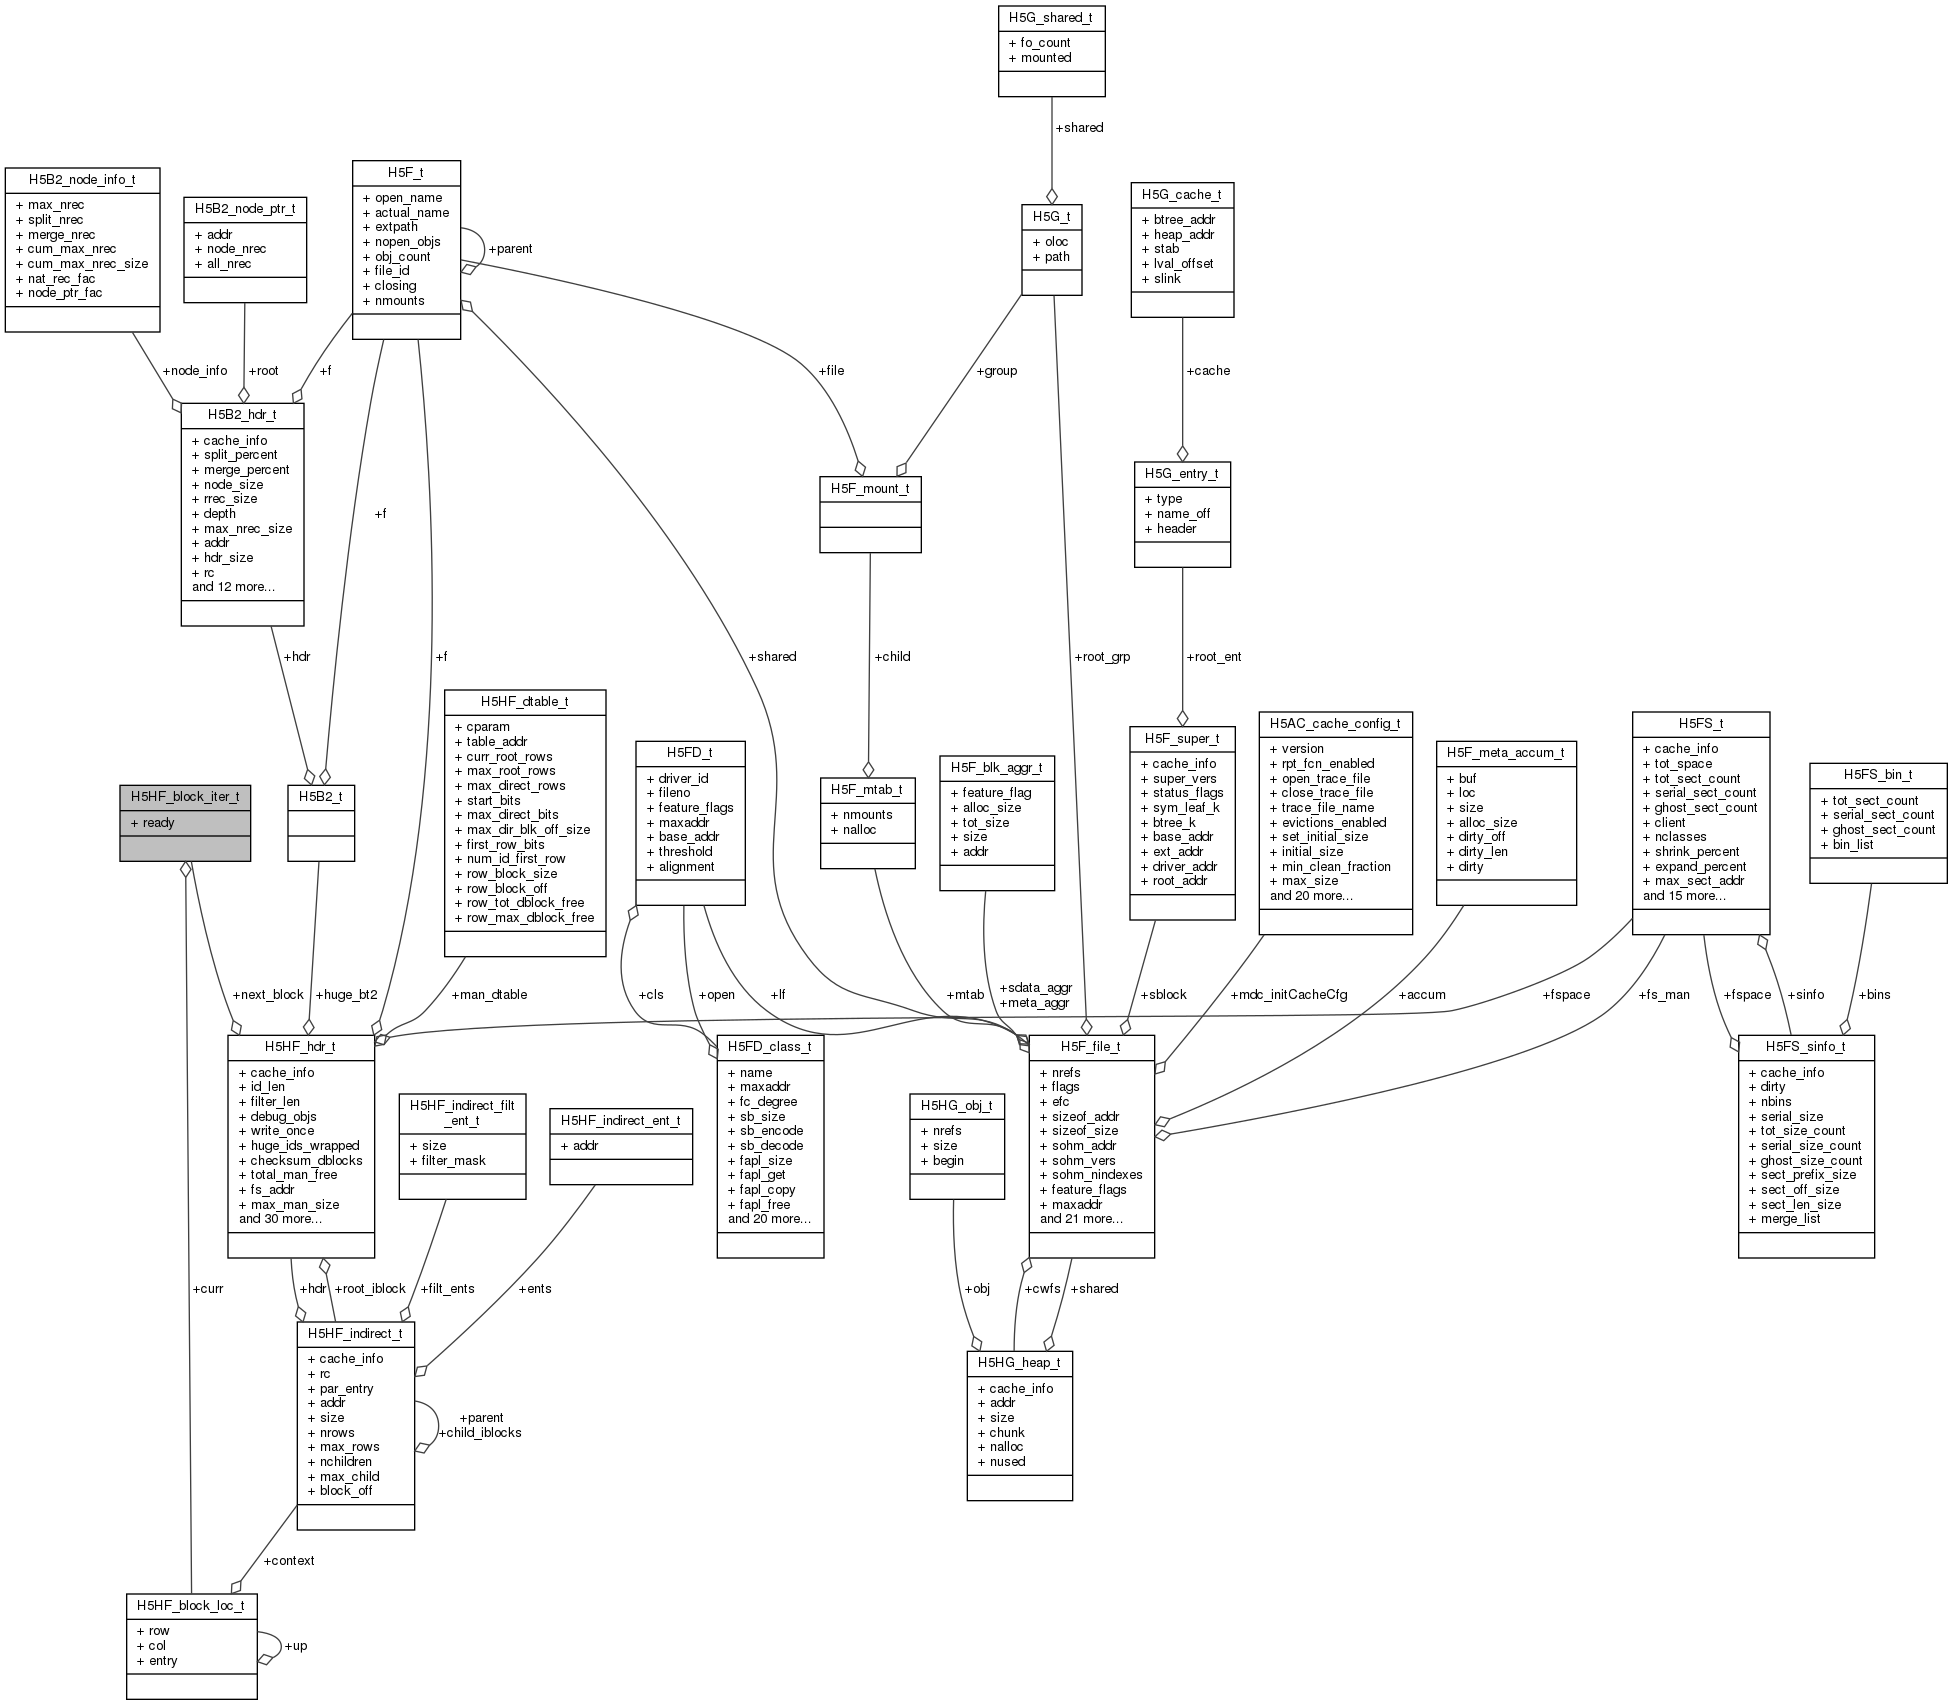 H5G_shared_t
+ fo_count
+ mounted
+shared
H5B2_node_info_t
+ max_nrec
+ split_nrec
+ merge_nrec
+ cum_max_nrec
+ cum_max_nrec_size
+ nat_rec_fac
+ node_ptr_fac
H5B2_node_ptr_t
+ addr
+ node_nrec
+ all_nrec
H5F_t
+ open_name
+ actual_name
+ extpath
+ nopen_objs
+ obj_count
+ file_id
+ closing
+ nmounts
+parent
H5G_t
+ oloc
+ path
H5G_cache_t
+ btree_addr
+ heap_addr
+ stab
+ lval_offset
+ slink
+node_info
+root
+f
+file
+group
+cache
H5B2_hdr_t
+ cache_info
+ split_percent
+ merge_percent
+ node_size
+ rrec_size
+ depth
+ max_nrec_size
+ addr
+ hdr_size
+ rc
and 12 more...
+f
H5F_mount_t
H5G_entry_t
+ type
+ name_off
+ header
+hdr
+f
+shared
+child
+root_grp
+root_ent
H5HF_dtable_t
+ cparam
+ table_addr
+ curr_root_rows
+ max_root_rows
+ max_direct_rows
+ start_bits
+ max_direct_bits
+ max_dir_blk_off_size
+ first_row_bits
+ num_id_first_row
+ row_block_size
+ row_block_off
+ row_tot_dblock_free
+ row_max_dblock_free
H5FD_t
+ driver_id
+ fileno
+ feature_flags
+ maxaddr
+ base_addr
+ threshold
+ alignment
H5F_mtab_t
+ nmounts
+ nalloc
H5F_blk_aggr_t
+ feature_flag
+ alloc_size
+ tot_size
+ size
+ addr
H5F_super_t
+ cache_info
+ super_vers
+ status_flags
+ sym_leaf_k
+ btree_k
+ base_addr
+ ext_addr
+ driver_addr
+ root_addr
H5AC_cache_config_t
+ version
+ rpt_fcn_enabled
+ open_trace_file
+ close_trace_file
+ trace_file_name
+ evictions_enabled
+ set_initial_size
+ initial_size
+ min_clean_fraction
+ max_size
and 20 more...
H5F_meta_accum_t
+ buf
+ loc
+ size
+ alloc_size
+ dirty_off
+ dirty_len
+ dirty
H5FS_t
+ cache_info
+ tot_space
+ tot_sect_count
+ serial_sect_count
+ ghost_sect_count
+ client
+ nclasses
+ shrink_percent
+ expand_percent
+ max_sect_addr
and 15 more...
H5FS_bin_t
+ tot_sect_count
+ serial_sect_count
+ ghost_sect_count
+ bin_list
H5HF_block_iter_t
+ ready
H5B2_t
+next_block
+huge_bt2
+man_dtable
+cls
+open
+lf
+mtab
+sdata_aggr
+meta_aggr
+sblock
+mdc_initCacheCfg
+accum
+fspace
+fs_man
+fspace
+sinfo
+bins
H5HF_hdr_t
+ cache_info
+ id_len
+ filter_len
+ debug_objs
+ write_once
+ huge_ids_wrapped
+ checksum_dblocks
+ total_man_free
+ fs_addr
+ max_man_size
and 30 more...
H5HF_indirect_filt
_ent_t
+ size
+ filter_mask
H5HF_indirect_ent_t
+ addr
H5FD_class_t
+ name
+ maxaddr
+ fc_degree
+ sb_size
+ sb_encode
+ sb_decode
+ fapl_size
+ fapl_get
+ fapl_copy
+ fapl_free
and 20 more...
H5HG_obj_t
+ nrefs
+ size
+ begin
H5F_file_t
+ nrefs
+ flags
+ efc
+ sizeof_addr
+ sizeof_size
+ sohm_addr
+ sohm_vers
+ sohm_nindexes
+ feature_flags
+ maxaddr
and 21 more...
H5FS_sinfo_t
+ cache_info
+ dirty
+ nbins
+ serial_size
+ tot_size_count
+ serial_size_count
+ ghost_size_count
+ sect_prefix_size
+ sect_off_size
+ sect_len_size
+ merge_list
+curr
+hdr
+root_iblock
+filt_ents
+ents
+obj
+cwfs
+shared
H5HF_indirect_t
+ cache_info
+ rc
+ par_entry
+ addr
+ size
+ nrows
+ max_rows
+ nchildren
+ max_child
+ block_off
+parent
+child_iblocks
H5HG_heap_t
+ cache_info
+ addr
+ size
+ chunk
+ nalloc
+ nused
+context
H5HF_block_loc_t
+ row
+ col
+ entry
+up